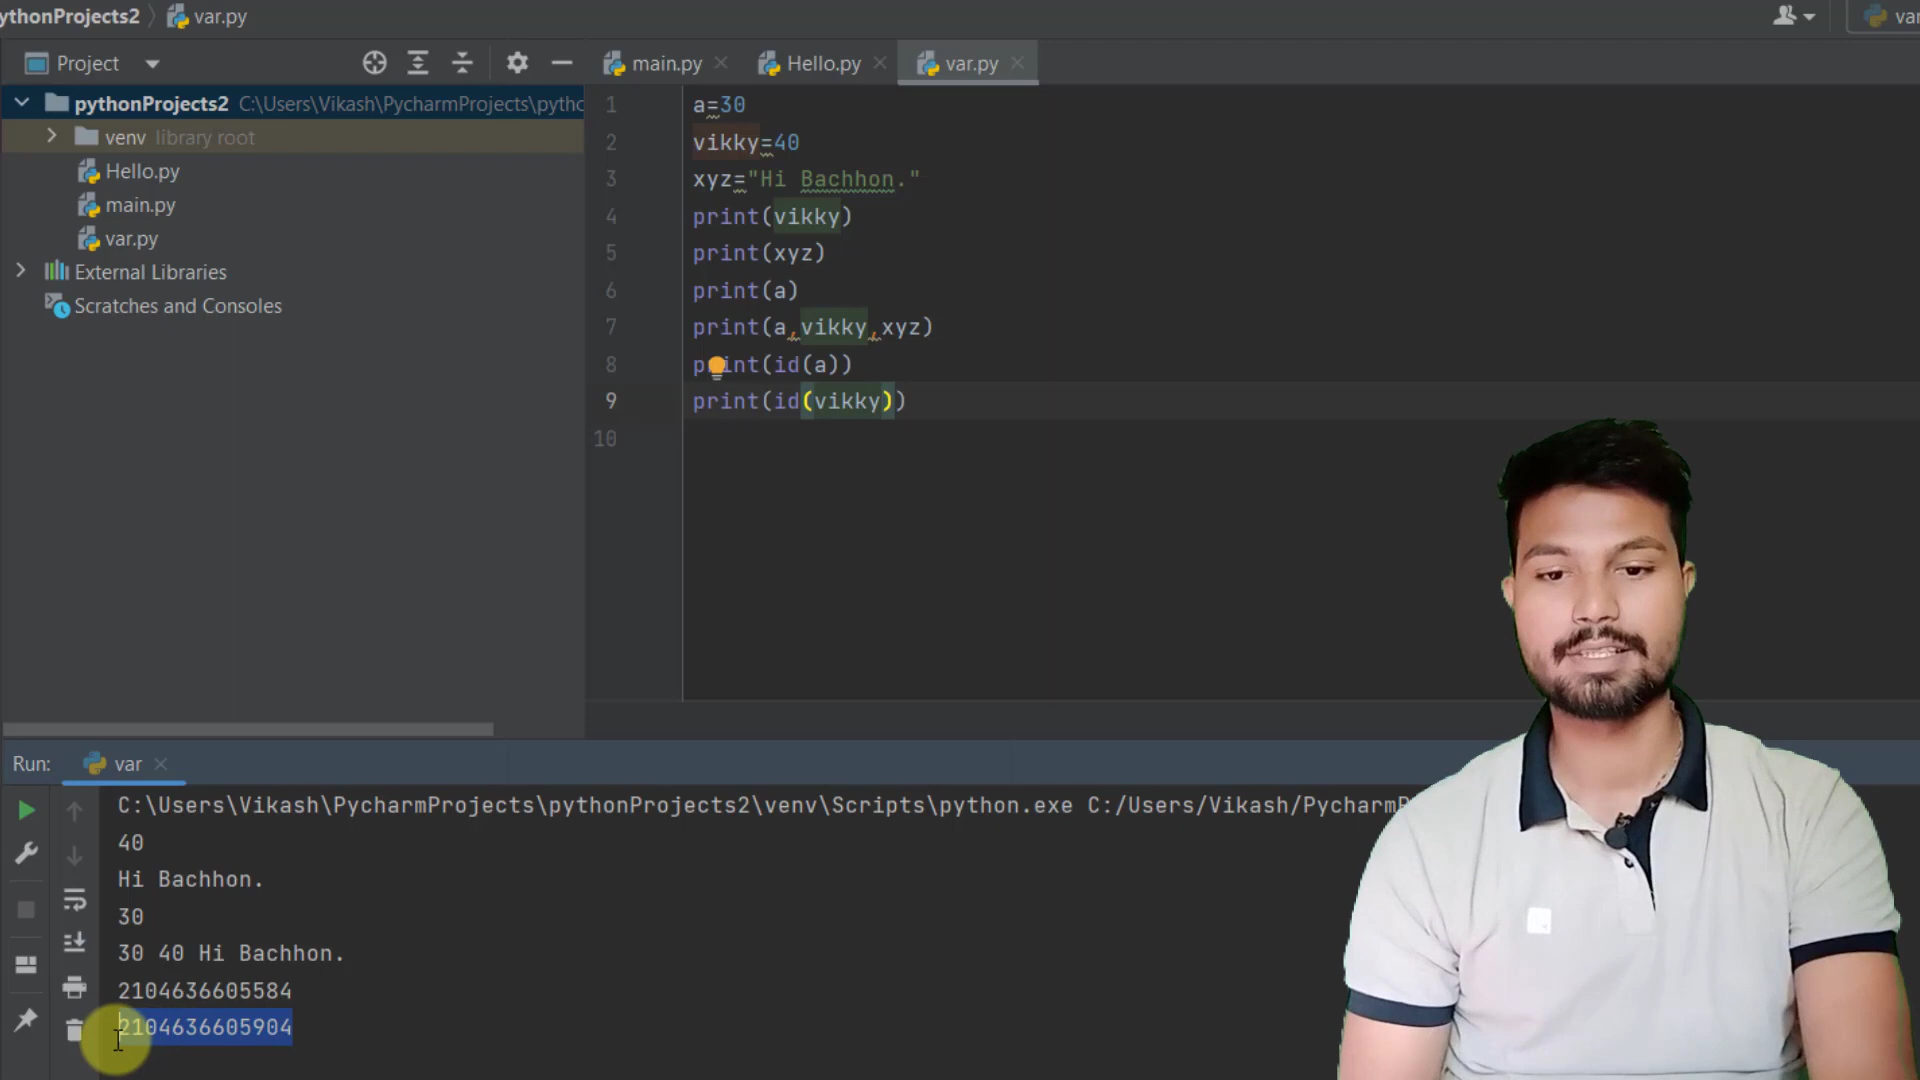 ythonProjects2 var.py
var
Project
main.py Hello.py var.py
pythonProjects2 C:\Users\Vikash\PycharmProjects\pytho
venv library root
Hello.py
main.py
var.py
External Libraries
Scratches and Consoles
1 a=30
2 vikky=40
3 xyz="Hi Bachhon."
4 print(vikky)
5 print(xyz)
6 print(a)
7 print(a,vikky,xyz)
8 print(id(a))
9 print(id(vikky))
10
Run: var
C:\Users\Vikash\PycharmProjects\pythonProjects2\venv\Scripts\python.exe C:/Users/Vikash/PycharmP
40
Hi Bachhon.
30
30 40 Hi Bachhon.
2104636605584
2104636605904